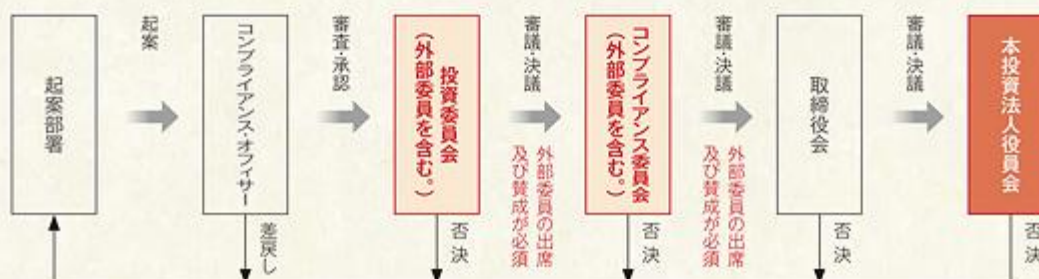 起案部署
起案
コンプライアンス・オフィサー
審査・承認
投資委員会
（外部委員を含む。）
審議・決議
外部委員の出席
及び賛成が必須
コンプライアンス委員会
（外部委員を含む。）
審議・決議
外部委員の出席
及び賛成が必須
取締役会
審議・決議
本投資法人役員会
差戻し
否決
否決
否決
否決